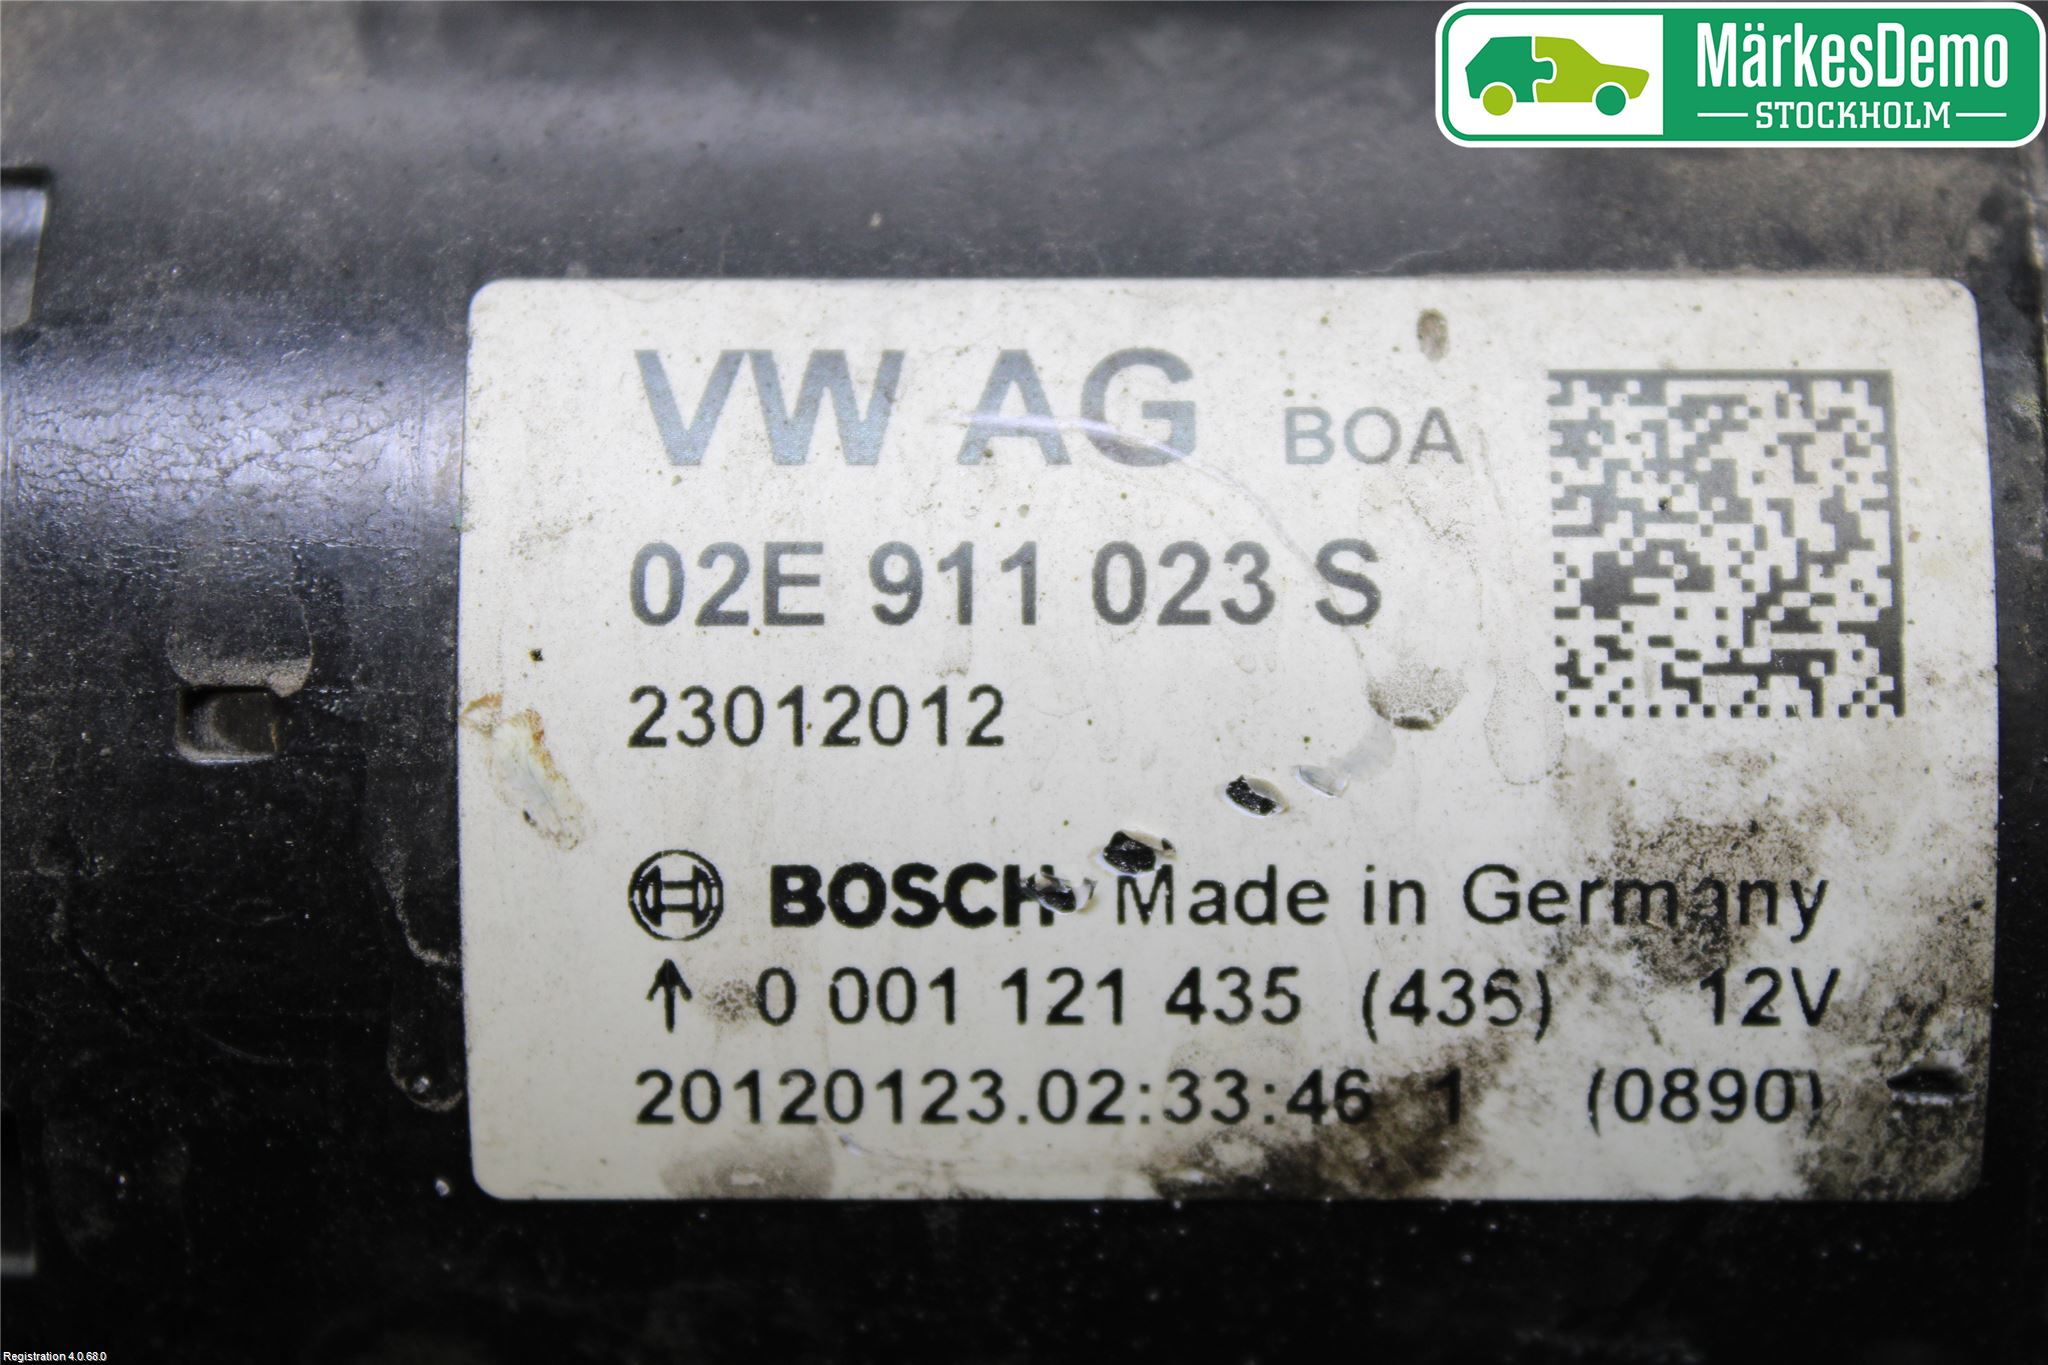 MärkesDemo
STOCKHOLM
VW AG BOA
02E 911 023 S
23012012
BOSCH Made in Germany
↑ 0 001 121 435 (436) 12V
20120123.02:33:46 1 (0890)
Registration 4.0.68.0